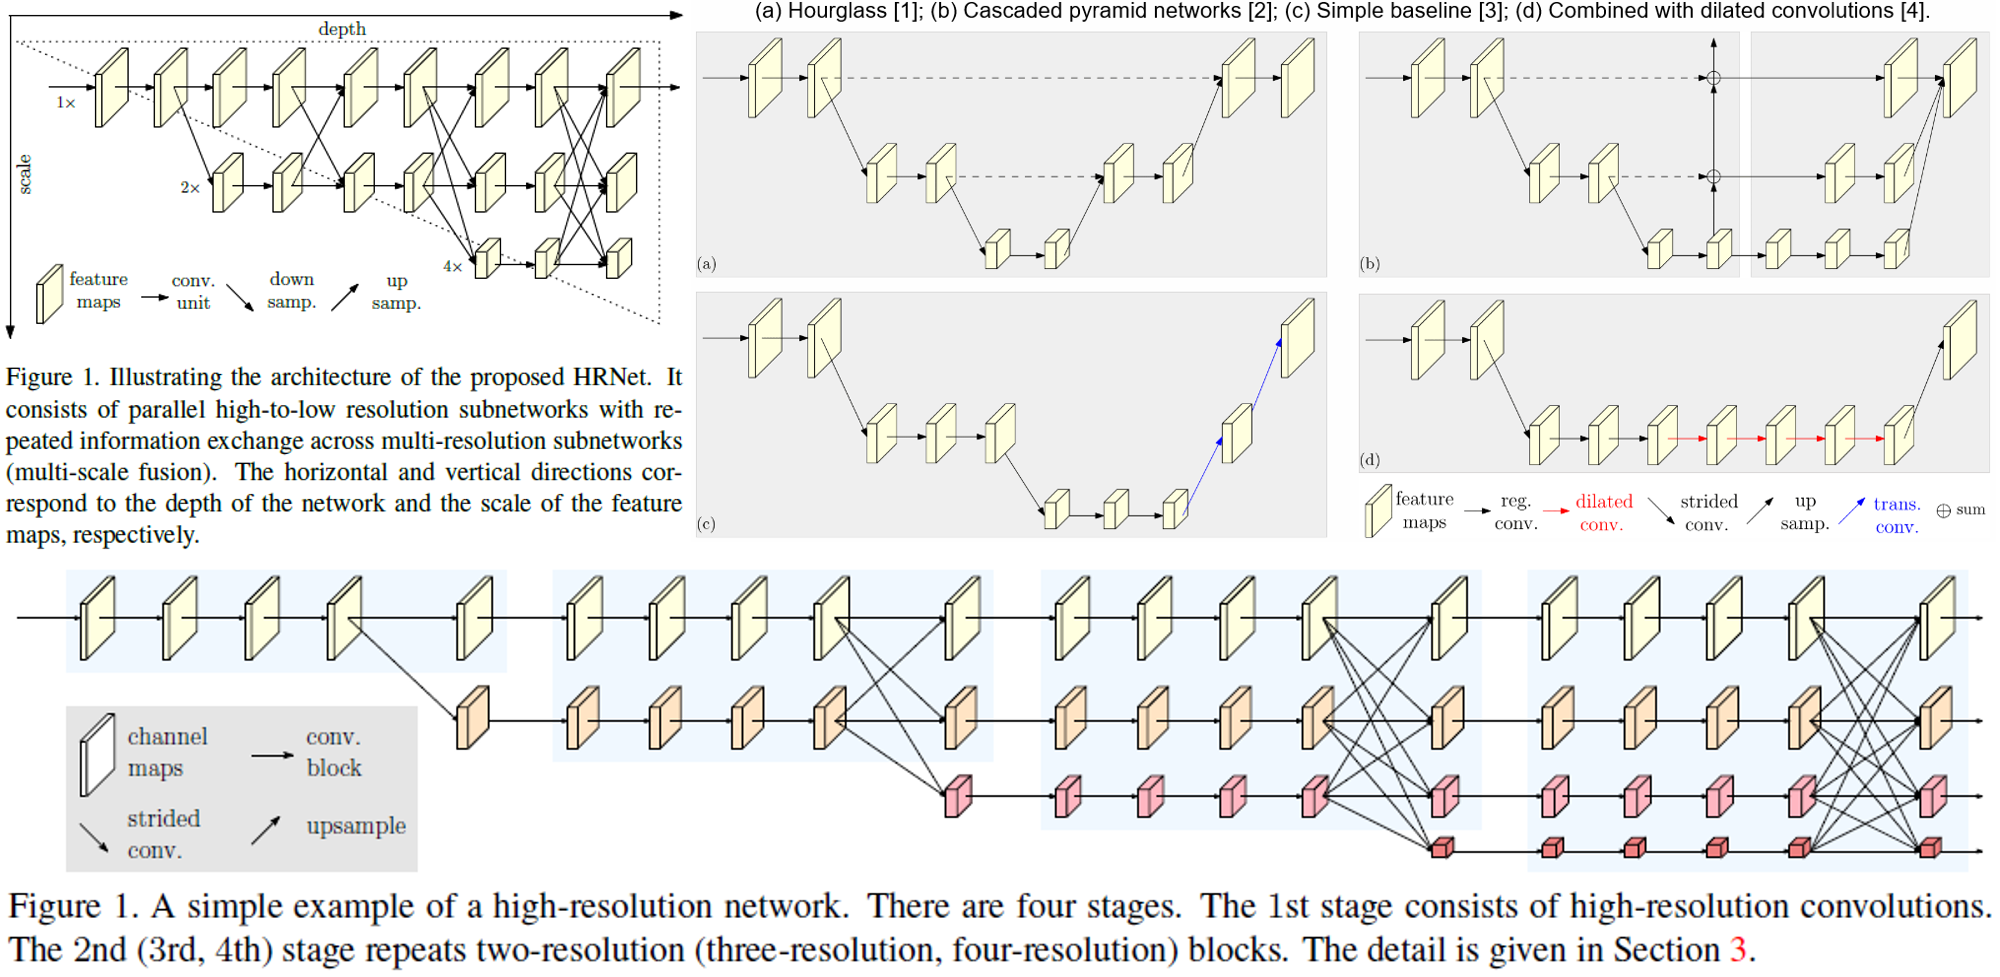 depth
scale
1×
2×
4×
feature
maps
conv.
unit
down
samp.
up
samp.
Figure 1. Illustrating the architecture of the proposed HRNet. It
consists of parallel high-to-low resolution subnetworks with re-
peated information exchange across multi-resolution subnetworks
(multi-scale fusion). The horizontal and vertical directions cor-
respond to the depth of the network and the scale of the feature
maps, respectively.
(a) Hourglass [1]; (b) Cascaded pyramid networks [2]; (c) Simple baseline [3]; (d) Combined with dilated convolutions [4].
(a)
(b)
(c)
(d)
feature
maps
reg.
conv.
dilated
conv.
strided
conv.
up
samp.
trans.
conv.
sum
channel
maps
conv.
block
strided
conv.
upsample
Figure 1. A simple example of a high-resolution network. There are four stages. The 1st stage consists of high-resolution convolutions.
The 2nd (3rd, 4th) stage repeats two-resolution (three-resolution, four-resolution) blocks. The detail is given in Section 3.